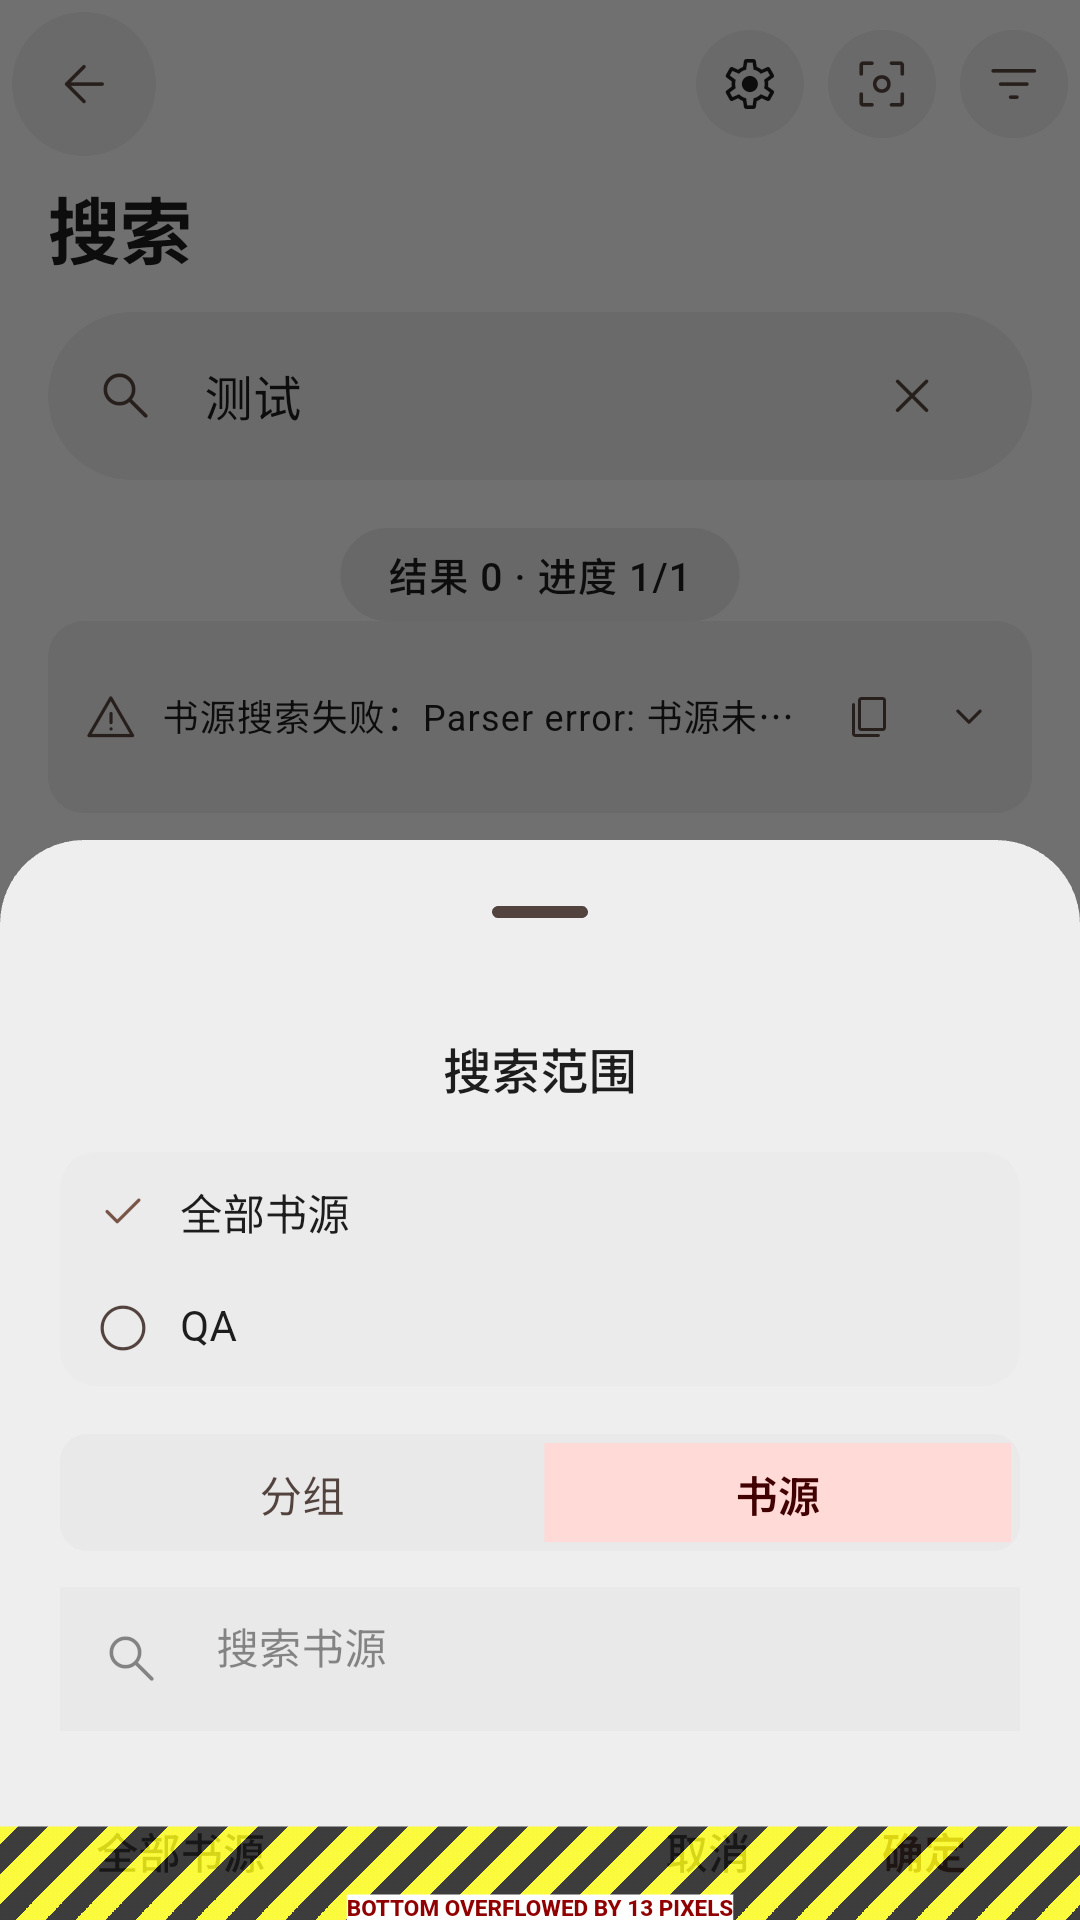 搜索
测试
结果 0 · 进度 1/1
书源搜索失败：Parser error: 书源未…
搜索范围
全部书源
QA
分组 书源
搜索书源
全部书源 取消 确定
BOTTOM OVERFLOWED BY 13 PIXELS